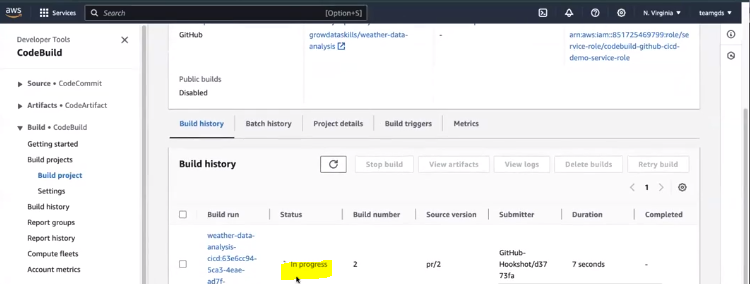 aws
Services
Search
[Option+S]
N. Virginia
teamgds
Developer Tools
CodeBuild
Source • CodeCommit
Artifacts • CodeArtifact
Build • CodeBuild
Getting started
Build projects
Build project
Settings
Build history
Report groups
Report history
Compute fleets
Account metrics
GitHub
growdataskills/weather-data-
analysis
-
arn:aws:iam::851725469799:role/se
rvice-role/codebuild-github-cicd-
demo-service-role
Public builds
Disabled
Build history
Batch history
Project details
Build triggers
Metrics
Build history
Stop build
View artifacts
View logs
Delete builds
Retry build
1
Build run
Status
Build number
Source version
Submitter
Duration
Completed
weather-data-
analysis-
cicd:63e6cc94-
5ca3-4eae-
ad7f-
In progress
2
pr/2
GitHub-
Hookshot/d37
73fa
7 seconds
-